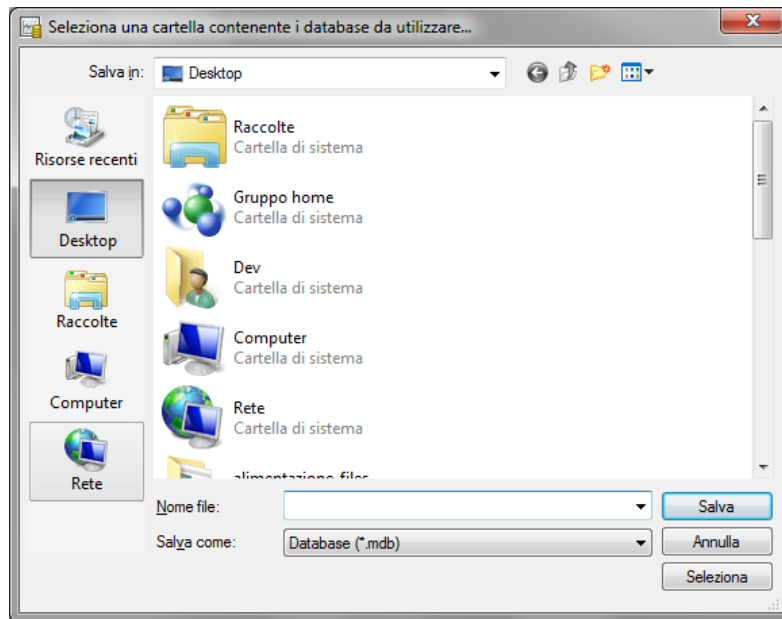 Seleziona una cartella contenente i database da utilizzare...
Salva in:
Desktop
Risorse recenti
Desktop
Raccolte
Computer
Rete
Raccolte
Cartella di sistema
Gruppo home
Cartella di sistema
Dev
Cartella di sistema
Computer
Cartella di sistema
Rete
Cartella di sistema
alimentazione_files
Nome file:
Salva
Salva come:
Database (*.mdb)
Annulla
Seleziona